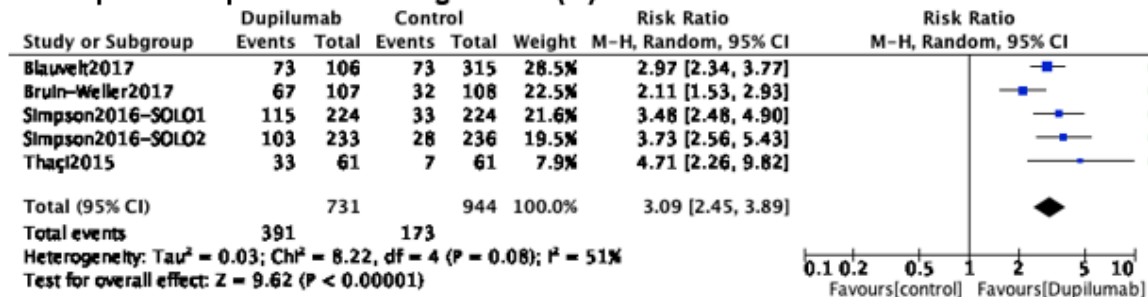 Dupilumab Control Risk Ratio Risk Ratio
Study or Subgroup Events Total Events Total Weight M-H, Random, 95% CI M-H, Random, 95% CI
Blauvelt2017 73 106 73 315 28.5% 2.97 [2.34, 3.77]
Bruin-Weller2017 67 107 32 108 22.5% 2.11 [1.53, 2.93]
Simpson2016-SOLO1 115 224 33 224 21.6% 3.48 [2.48, 4.90]
Simpson2016-SOLO2 103 233 28 236 19.5% 3.73 [2.56, 5.43]
Thaçi2015 33 61 7 61 7.9% 4.71 [2.26, 9.82]
Total (95% CI) 731 944 100.0% 3.09 [2.45, 3.89]
Total events 391 173
Heterogeneity: Tau² = 0.03; Chi² = 8.22, df = 4 (P = 0.08); I² = 51%
Test for overall effect: Z = 9.62 (P < 0.00001)
0.1 0.2 0.5 1 2 5 10
Favours[control] Favours[Dupilumab]